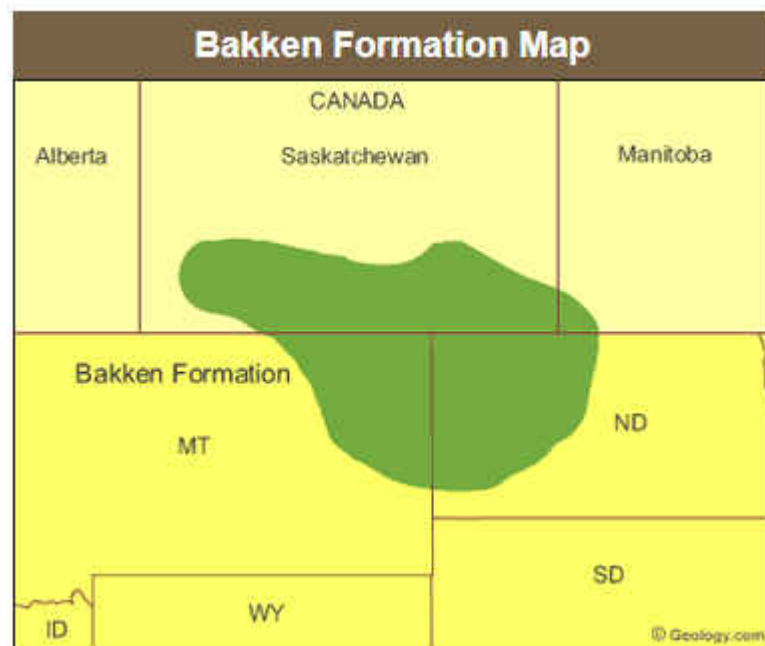 Bakken Formation Map
CANADA
Alberta
Saskatchewan
Manitoba
Bakken Formation
MT
ND
SD
WY
ID
© Geology.com